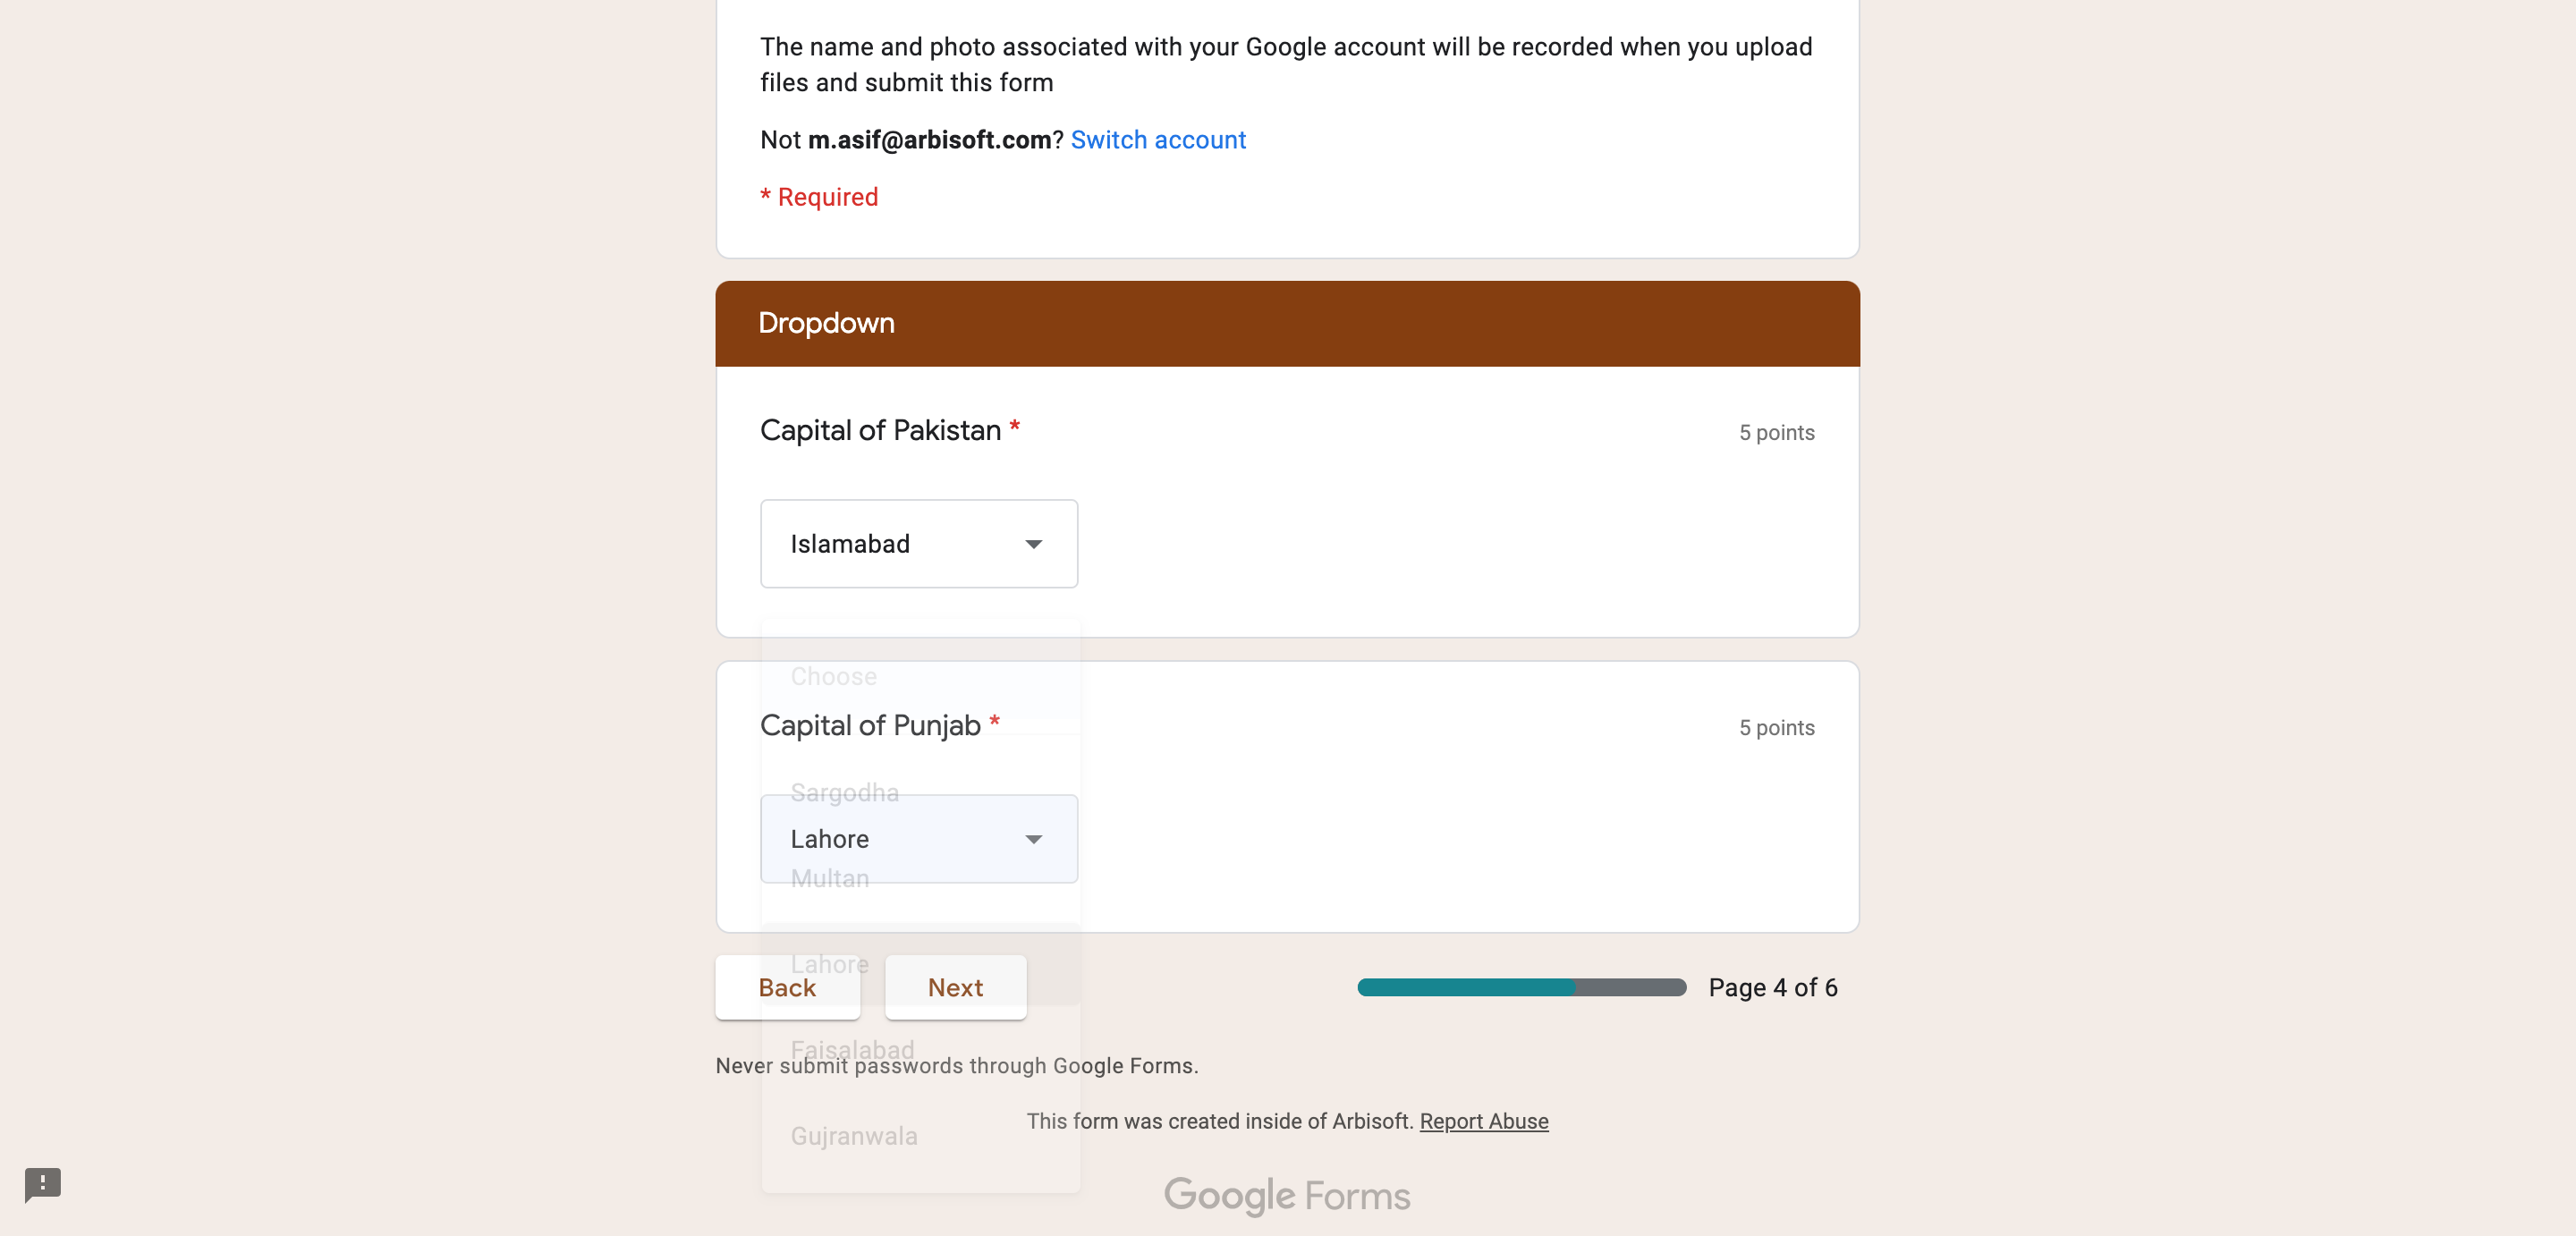 The name and photo associated with your Google account will be recorded when you upload
files and submit this form
Not m.asif@arbisoft.com? Switch account
* Required
Dropdown
Capital of Pakistan *
5 points
Islamabad
Choose
Capital of Punjab *
5 points
Sargodha
Lahore
Multan
Lahore
Back
Next
Page 4 of 6
Faisalabad
Never submit passwords through Google Forms.
This form was created inside of Arbisoft. Report Abuse
Gujranwala
Google Forms